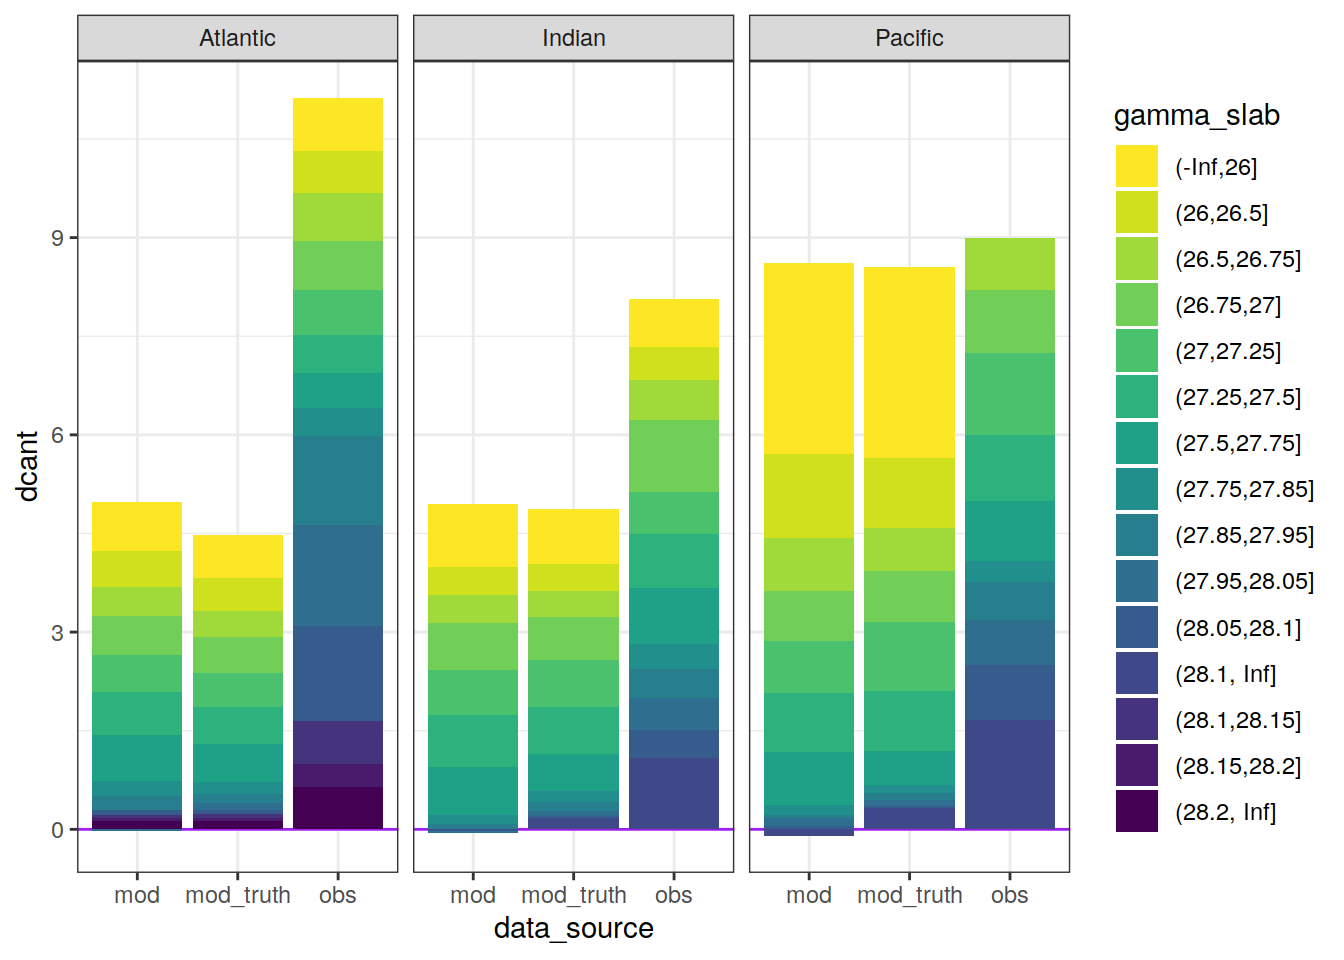 Atlantic
Indian
Pacific
dcant
9
6
3
0
mod
mod_truth
obs
mod
mod_truth
obs
mod
mod_truth
obs
data_source
gamma_slab
(-Inf,26]
(26,26.5]
(26.5,26.75]
(26.75,27]
(27,27.25]
(27.25,27.5]
(27.5,27.75]
(27.75,27.85]
(27.85,27.95]
(27.95,28.05]
(28.05,28.1]
(28.1, Inf]
(28.1,28.15]
(28.15,28.2]
(28.2, Inf]